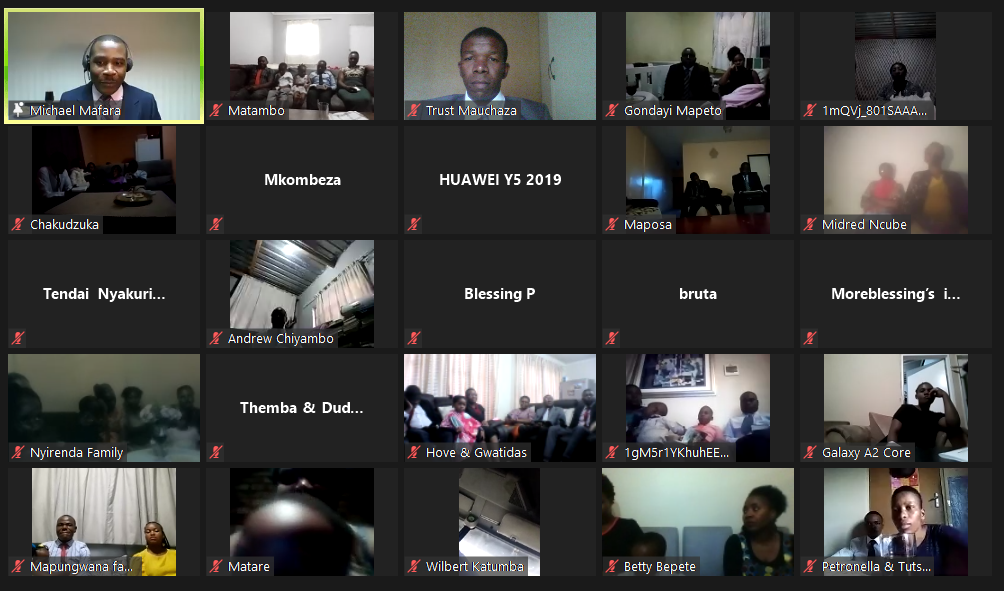 Michael Mafara
Matambo
Trust Mauchaza
Gondayi Mapeto
1mQVj_801SAAA...
Chakudzuka
Mkombeza
HUAWEI Y5 2019
Maposa
Midred Ncube
Tendai Nyakuri...
Andrew Chiyambo
Blessing P
bruta
Moreblessing's i...
Nyirenda Family
Themba & Dud...
Hove & Gwatidas
1gM5r1YKhuhEE...
Galaxy A2 Core
Mapungwana fa...
Matare
Wilbert Katumba
Betty Bepete
Petronella & Tuts...